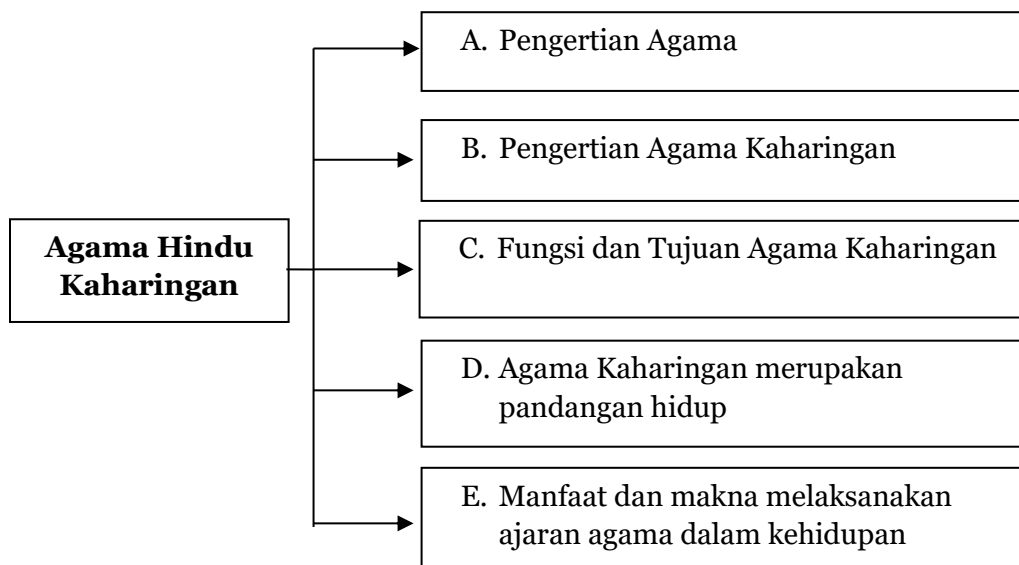 Agama Hindu
Kaharingan
A. Pengertian Agama
B. Pengertian Agama Kaharingan
C. Fungsi dan Tujuan Agama Kaharingan
D. Agama Kaharingan merupakan
pandangan hidup
E. Manfaat dan makna melaksanakan
ajaran agama dalam kehidupan